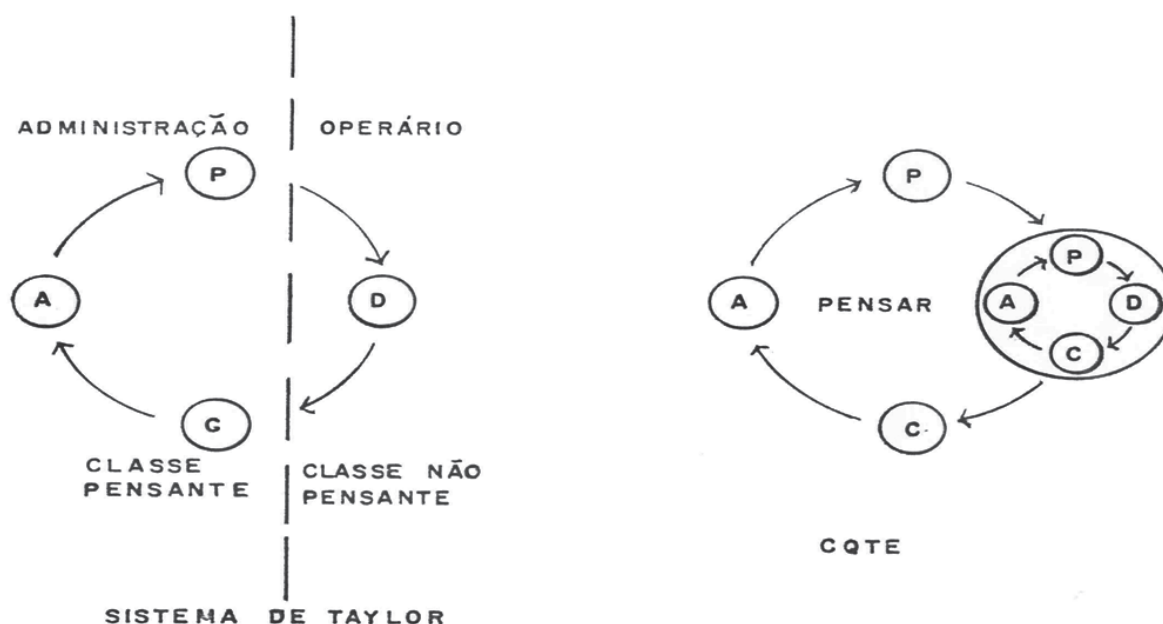 ADMINISTRAÇÃO
OPERÁRIO
P
A
D
G
CLASSE
PENSANTE
CLASSE NÃO
PENSANTE
SISTEMA DE TAYLOR
P
A
PENSAR
P
A
D
C
C
CQTE